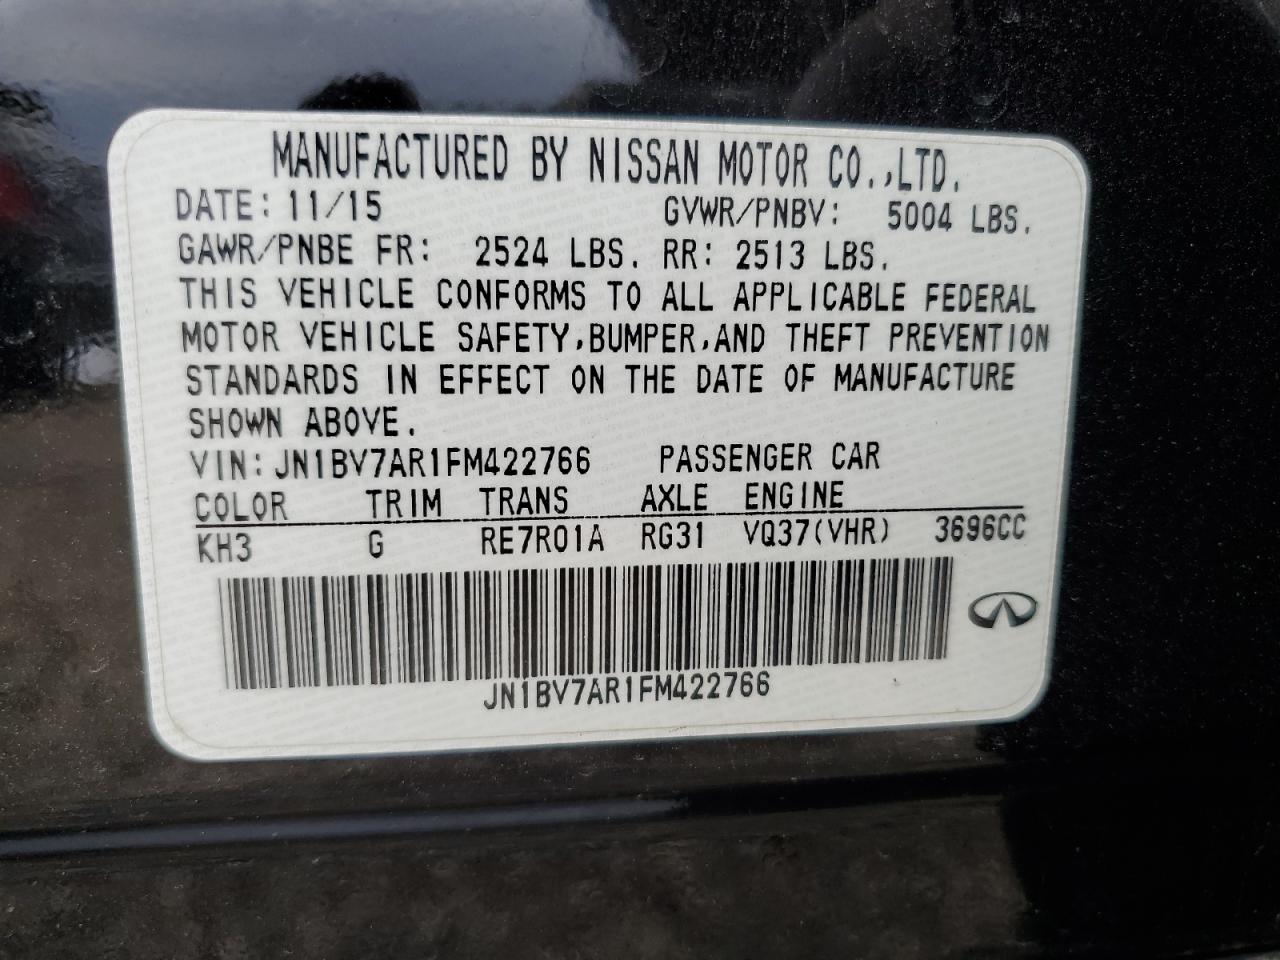 MANUFACTURED BY NISSAN MOTOR CO.,LTD.
DATE: 11/15 GVWR/PNBV: 5004 LBS.
GAWR/PNBE FR: 2524 LBS. RR: 2513 LBS.
THIS VEHICLE CONFORMS TO ALL APPLICABLE FEDERAL
MOTOR VEHICLE SAFETY,BUMPER,AND THEFT PREVENTION
STANDARDS IN EFFECT ON THE DATE OF MANUFACTURE
SHOWN ABOVE.
VIN: JN1BV7AR1FM422766 PASSENGER CAR
COLOR TRIM TRANS AXLE ENGINE
KH3 G RE7R01A RG31 VQ37(VHR) 3696CC
JN1BV7AR1FM422766